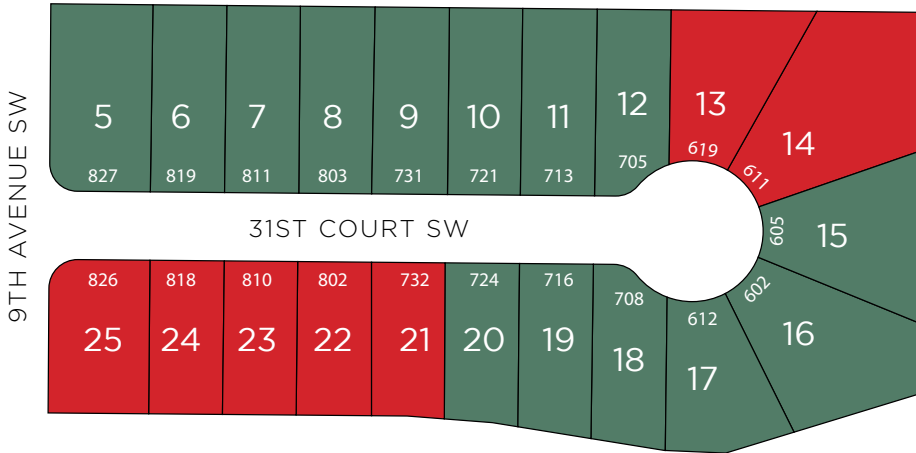 9TH AVENUE SW
5 6 7 8 9 10 11 12 13 14
827 819 811 803 731 721 713 705 619 611
31ST COURT SW
605 15
826 818 810 802 732 724 716 708 612 602
25 24 23 22 21 20 19 18 17 16